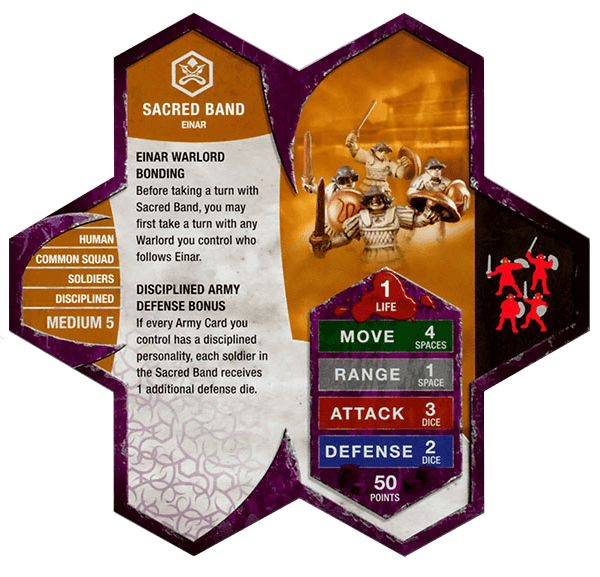 SACRED BAND
EINAR
EINAR WARLORD
BONDING
Before taking a turn with
Sacred Band, you may
first take a turn with any
Warlord you control who
follows Einar.
DISCIPLINED ARMY
DEFENSE BONUS
If every Army Card you
control has a disciplined
personality, each soldier in
the Sacred Band receives
1 additional defense die.
HUMAN
COMMON SQUAD
SOLDIERS
DISCIPLINED
MEDIUM 5
1
LIFE
MOVE 4
SPACES
RANGE 1
SPACE
ATTACK 3
DICE
DEFENSE 2
DICE
50
POINTS